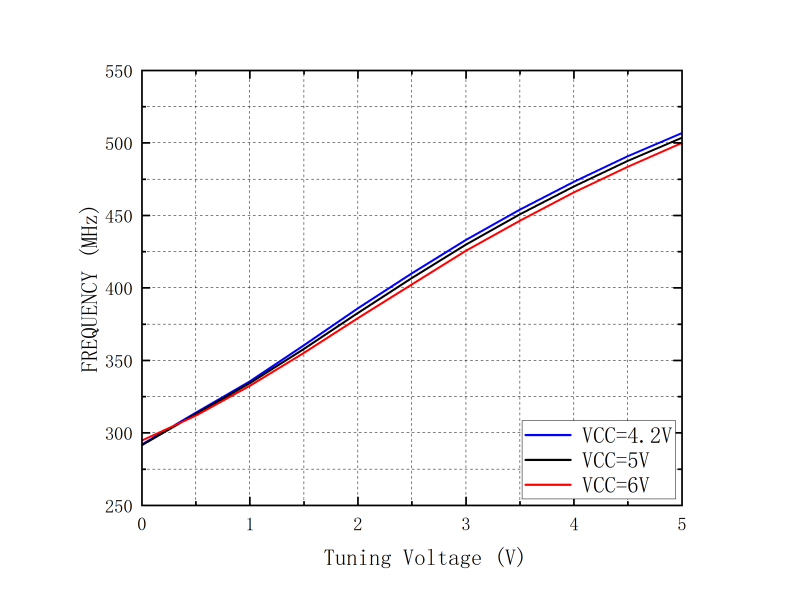 550
500
450
400
350
300
250
FREQUENCY (MHz)
VCC=4.2V
VCC=5V
VCC=6V
0 1 2 3 4 5
Tuning Voltage (V)